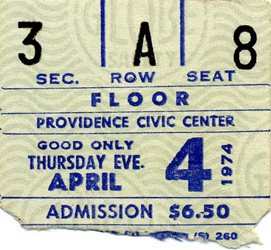 3 A 8
SEC. ROW SEAT
FLOOR
PROVIDENCE CIVIC CENTER
GOOD ONLY
THURSDAY EVE.
APRIL 4 1974
ADMISSION $6.50
(S) 260